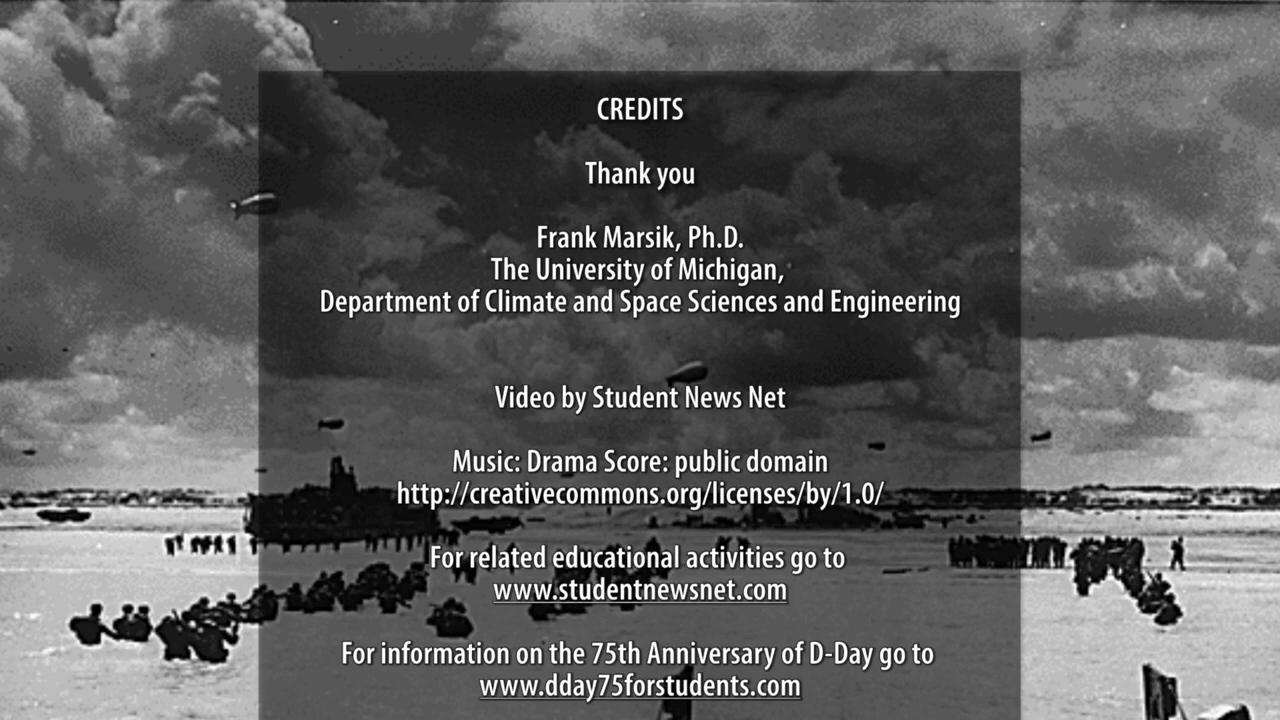 CREDITS
Thank you
Frank Marsik, Ph.D.
The University of Michigan,
Department of Climate and Space Sciences and Engineering
Video by Student News Net
Music: Drama Score: public domain
http://creativecommons.org/licenses/by/1.0/
For related educational activities go to
www.studentnewsnet.com
For information on the 75th Anniversary of D-Day go to
www.dday75forstudents.com